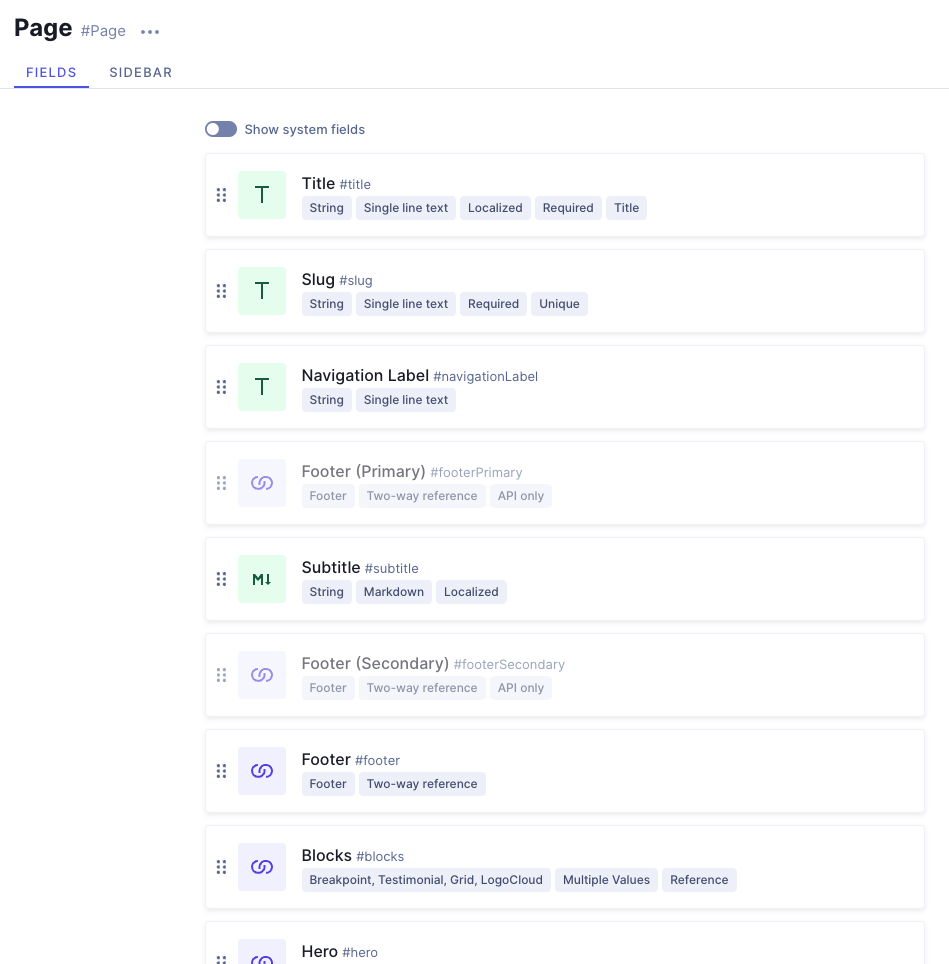 Page #Page
FIELDS SIDEBAR
Show system fields
T Title #title
String Single line text Localized Required Title
T Slug #slug
String Single line text Required Unique
T Navigation Label #navigationLabel
String Single line text
Footer (Primary) #footerPrimary
Footer Two-way reference API only
M↓ Subtitle #subtitle
String Markdown Localized
Footer (Secondary) #footerSecondary
Footer Two-way reference API only
Footer #footer
Footer Two-way reference
Blocks #blocks
Breakpoint, Testimonial, Grid, LogoCloud Multiple Values Reference
Hero #hero